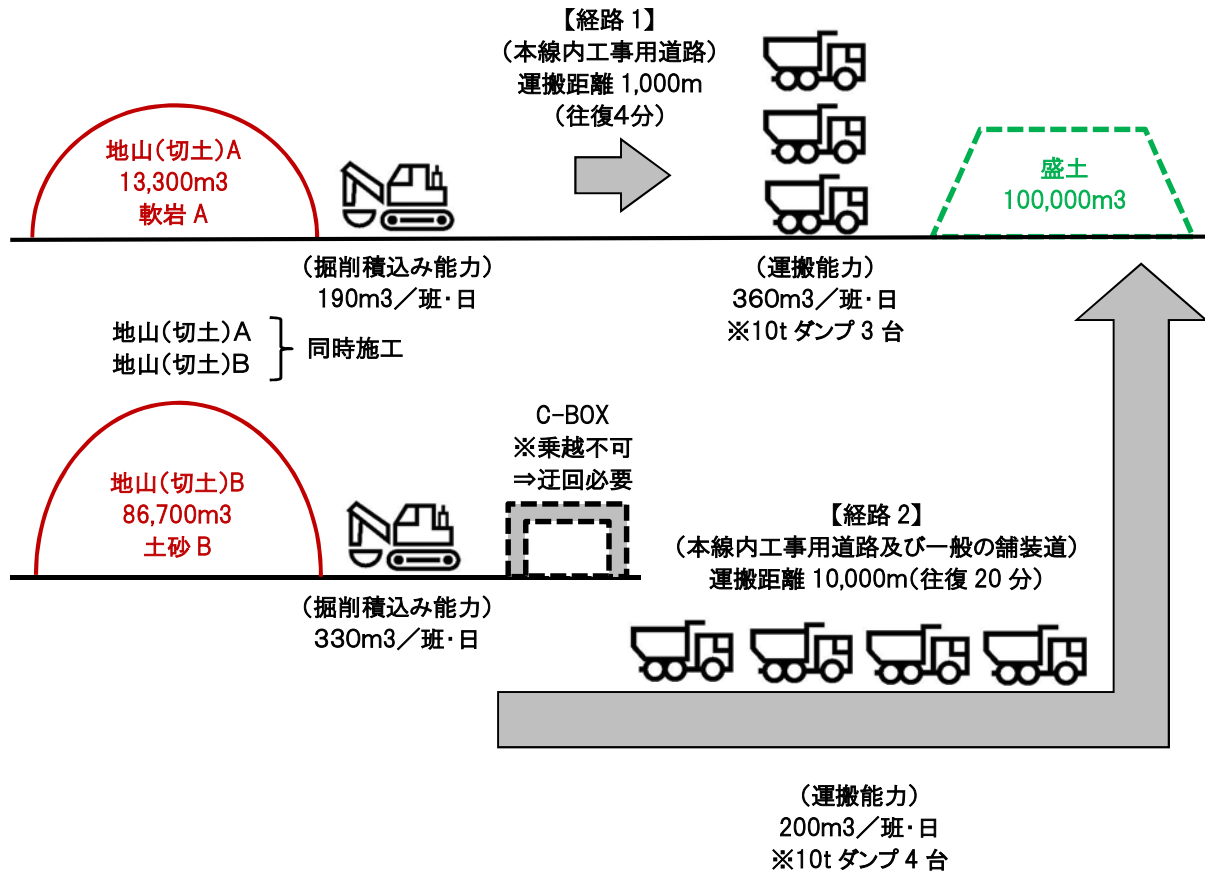 【経路 1】
(本線内工事用道路)
運搬距離 1,000m
(往復4分)
地山(切土)A
13,300m3
軟岩 A
盛土
100,000m3
(掘削積込み能力)
190m3/班・日
(運搬能力)
360m3/班・日
※10t ダンプ 3 台
地山(切土)A
地山(切土)B
同時施工
C-BOX
※乗越不可
⇒迂回必要
地山(切土)B
86,700m3
土砂 B
【経路 2】
(本線内工事用道路及び一般の舗装道)
運搬距離 10,000m(往復 20 分)
(掘削積込み能力)
330m3/班・日
(運搬能力)
200m3/班・日
※10t ダンプ 4 台